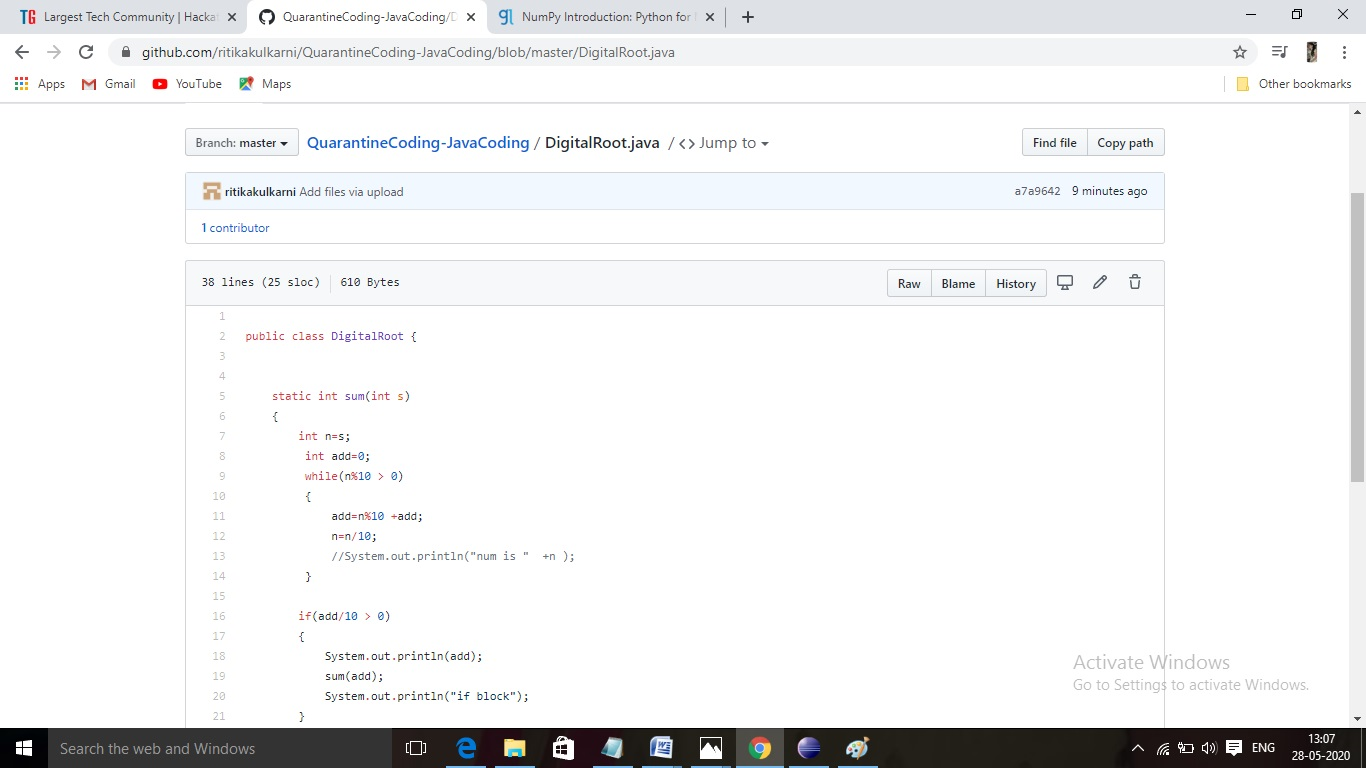 Largest Tech Community | Hacka
QuarantineCoding-JavaCoding/D
NumPy Introduction: Python for
github.com/ritikakulkarni/QuarantineCoding-JavaCoding/blob/master/DigitalRoot.java
Apps Gmail YouTube Maps Other bookmarks
Branch: master QuarantineCoding-JavaCoding / DigitalRoot.java / <> Jump to Find file Copy path
ritikakulkarni Add files via upload a7a9642 9 minutes ago
1 contributor
38 lines (25 sloc) 610 Bytes Raw Blame History
1
2 public class DigitalRoot {
3
4
5 static int sum(int s)
6 {
7 int n=s;
8 int add=0;
9 while(n%10 > 0)
10 {
11 add=n%10 +add;
12 n=n/10;
13 //System.out.println("num is "  +n );
14 }
15
16 if(add/10 > 0)
17 {
18 System.out.println(add);
19 sum(add);
20 System.out.println("if block");
21 }
Activate Windows
Go to Settings to activate Windows.
Search the web and Windows ENG 13:07
28-05-2020